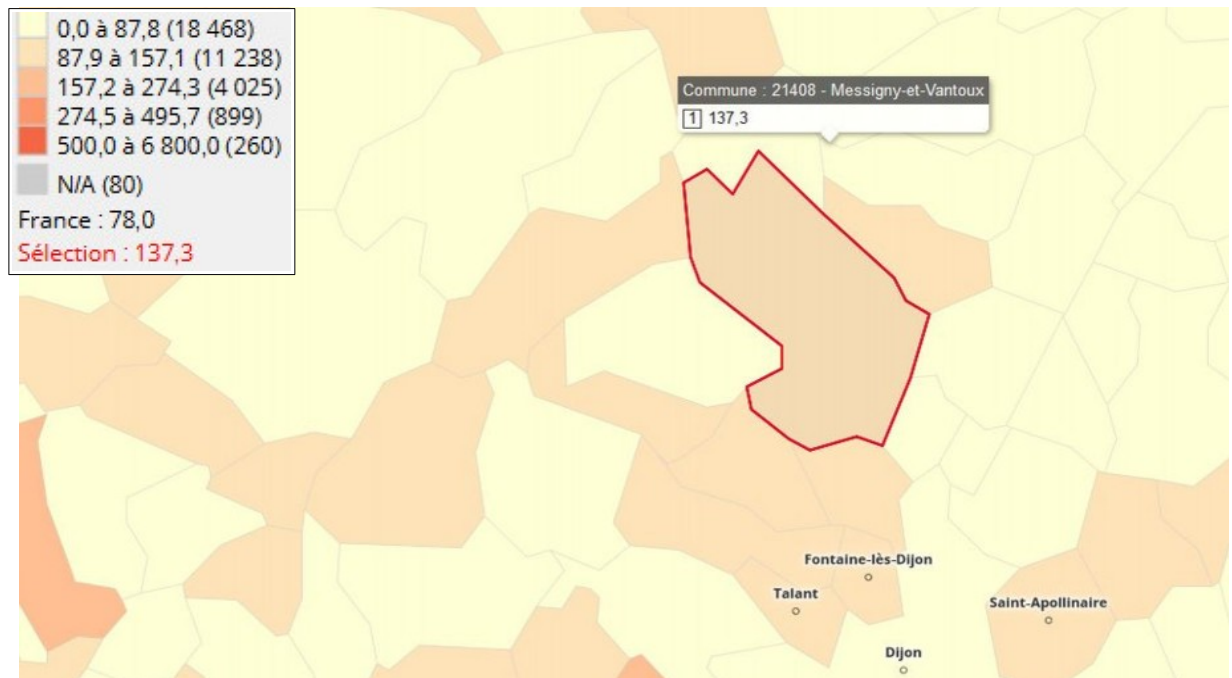 0,0 à 87,8 (18 468)
87,9 à 157,1 (11 238)
157,2 à 274,3 (4 025)
274,5 à 495,7 (899)
500,0 à 6 800,0 (260)
N/A (80)
France : 78,0
Sélection : 137,3
Commune : 21408 - Messigny-et-Vantoux
1 137,3
Fontaine-lès-Dijon
Talant
Saint-Apollinaire
Dijon